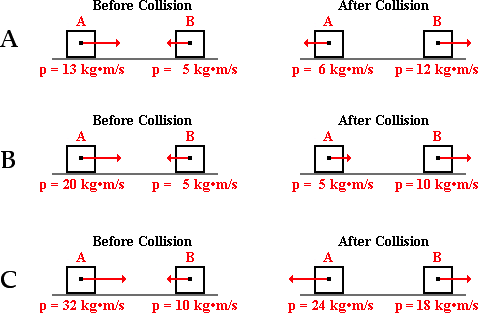 Before Collision After Collision
A B A B
A
p = 13 kg•m/s p = 5 kg•m/s p = 6 kg•m/s p = 12 kg•m/s
Before Collision After Collision
A B A B
B
p = 20 kg•m/s p = 5 kg•m/s p = 5 kg•m/s p = 10 kg•m/s
Before Collision After Collision
A B A B
C
p = 32 kg•m/s p = 10 kg•m/s p = 24 kg•m/s p = 18 kg•m/s